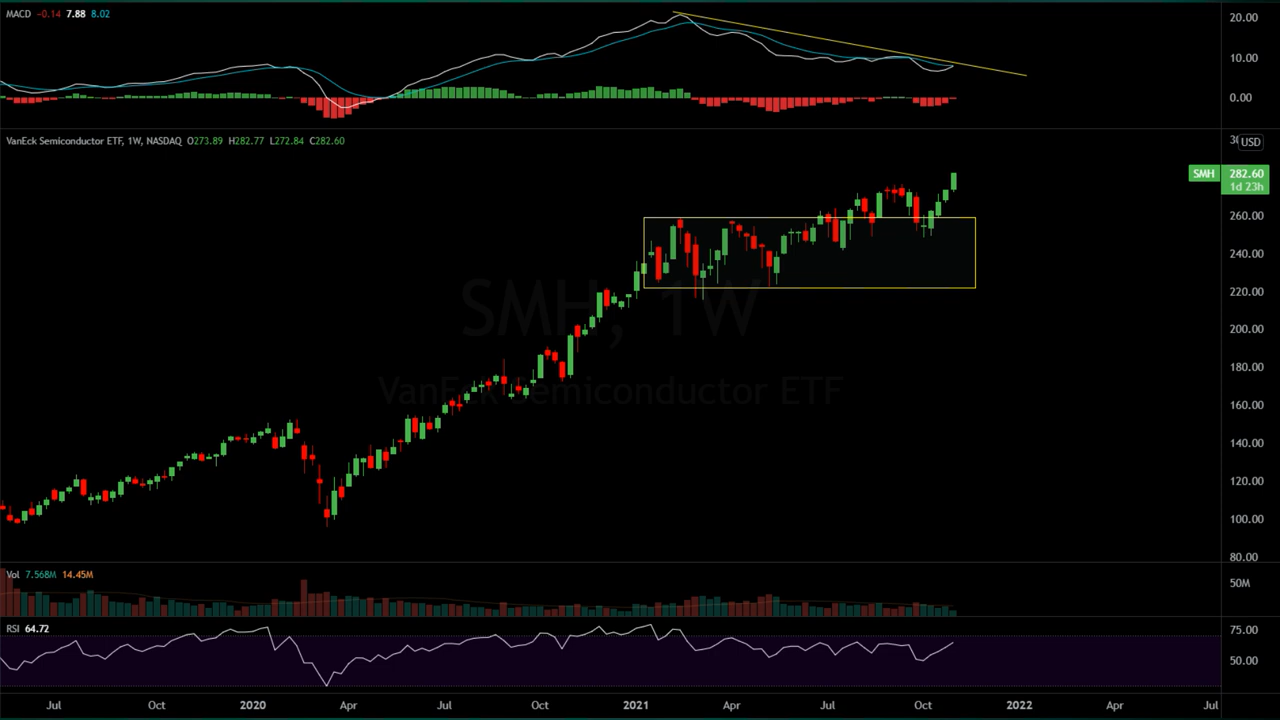 MACD -0.14 7.88 8.02
20.00
10.00
0.00
VanEck Semiconductor ETF, 1W, NASDAQ O273.89 H282.77 L272.84 C282.60
USD
SMH 282.60
1d 23h
260.00
240.00
220.00
200.00
180.00
160.00
140.00
120.00
100.00
80.00
SMH, 1W
VanEck Semiconductor ETF
Vol 7.568M 14.45M
50M
RSI 64.72
75.00
50.00
Jul Oct 2020 Apr Jul Oct 2021 Apr Jul Oct 2022 Apr Jul